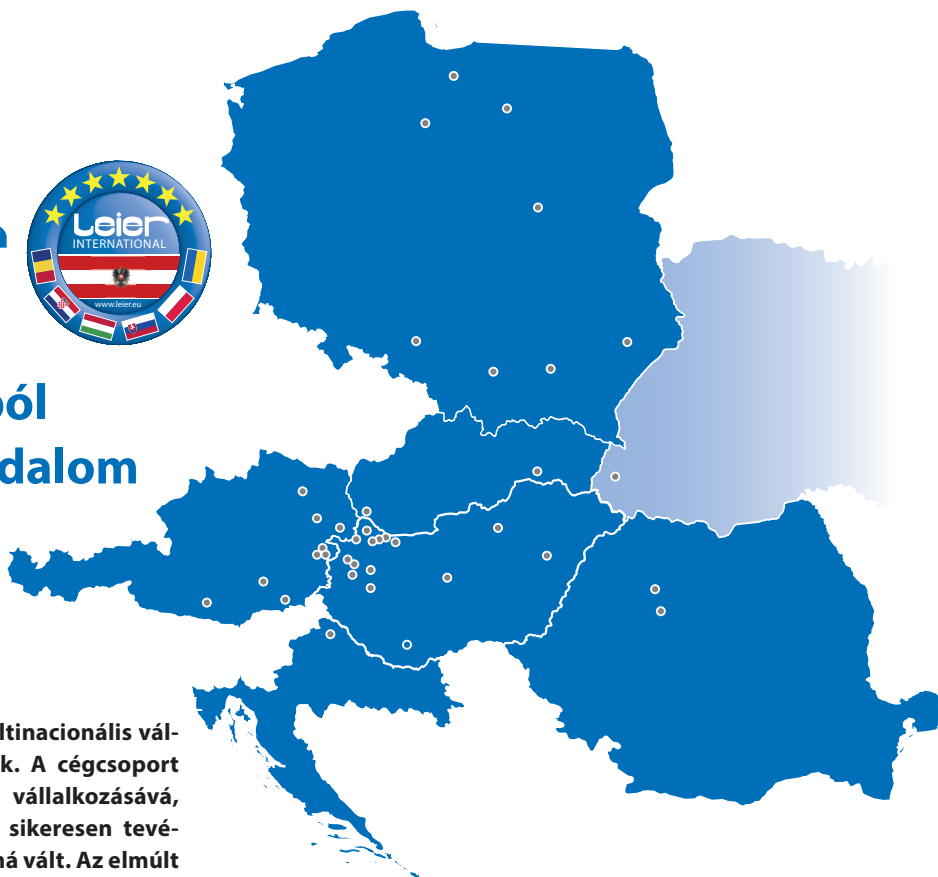 Leier
INTERNATIONAL
www.leier.eu
ból
dalom
ltinacionális vál-
k. A cégcsoport
vállalkozásává,
sikeresen tevé-
ná vált. Az elmúlt